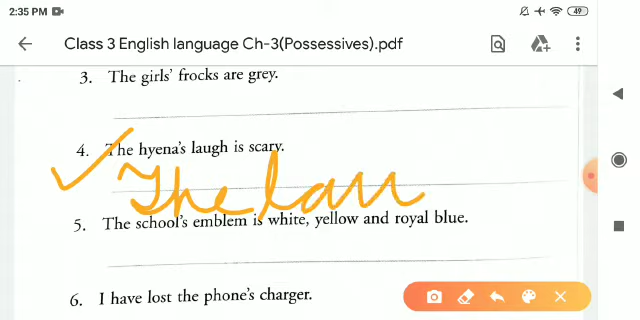 2:35 PM 49
Class 3 English language Ch-3(Possessives).pdf
3. The girls' frocks are grey.
4. The hyena's laugh is scary.
The lau
5. The school's emblem is white, yellow and royal blue.
6. I have lost the phone's charger.